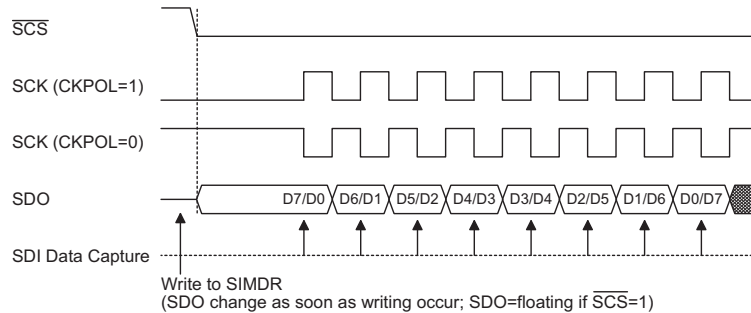 SCS
SCK (CKPOL=1)
SCK (CKPOL=0)
SDO
D7/D0 D6/D1 D5/D2 D4/D3 D3/D4 D2/D5 D1/D6 D0/D7
SDI Data Capture
Write to SIMDR
(SDO change as soon as writing occur; SDO=floating if SCS=1)